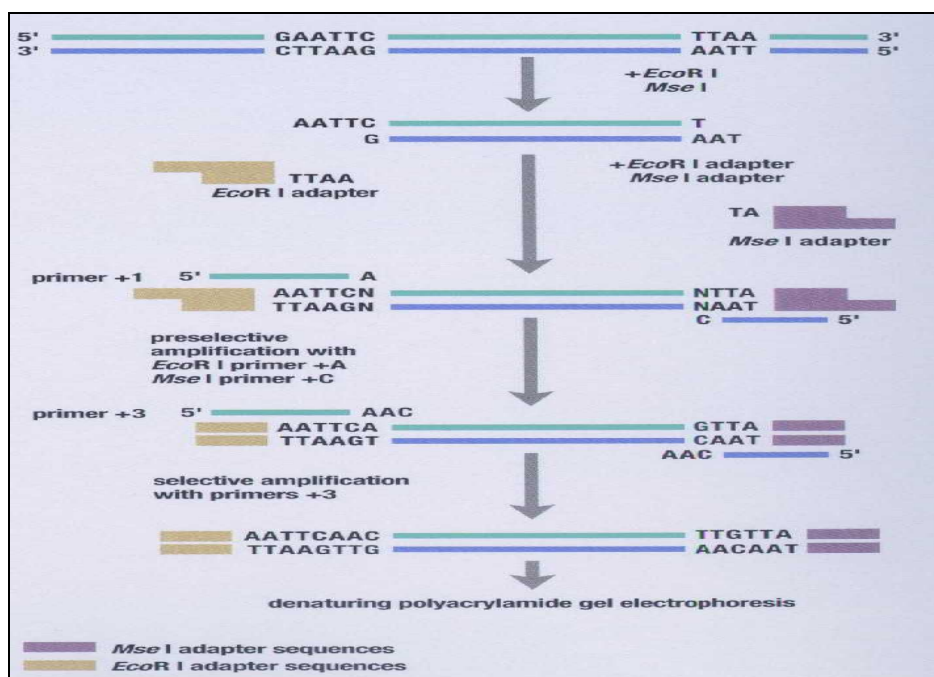 5' GAATTC TTAA 3'
3' CTTAAG AATT 5'
+EcoR I
Mse I
AATTC T
G AAT
+EcoR I adapter
Mse I adapter
TTAA
EcoR I adapter
TA
Mse I adapter
primer +1 5' A
AATTCN NTTA
TTAAGN NAAT
C 5'
preselective
amplification with
EcoR I primer +A
Mse I primer +C
primer +3 5' AAC
AATTCA GTTA
TTAAGT CAAT
AAC 5'
selective amplification
with primers +3
AATTCAAC TTGTTA
TTAAGTTG AACAAT
denaturing polyacrylamide gel electrophoresis
Mse I adapter sequences
EcoR I adapter sequences